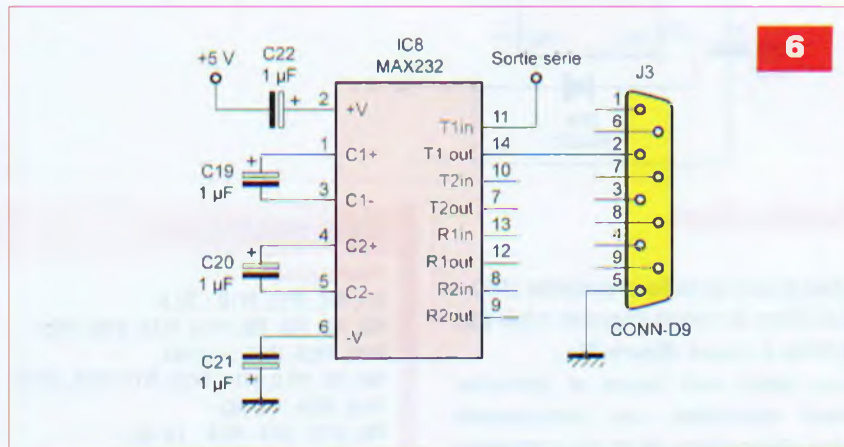 6
IC8
MAX232
+5 V
C22
1 µF
+
Sortie série
J3
2
+V
11
T1in
1
C1+
14
T1 out
C19
1 µF
+
3
C1-
10
T2in
7
T2out
4
C2+
13
R1in
C20
1 µF
+
5
C2-
12
R1out
8
R2in
6
-V
9
R2out
C21
1 µF
1
6
2
7
3
8
4
9
5
CONN-D9